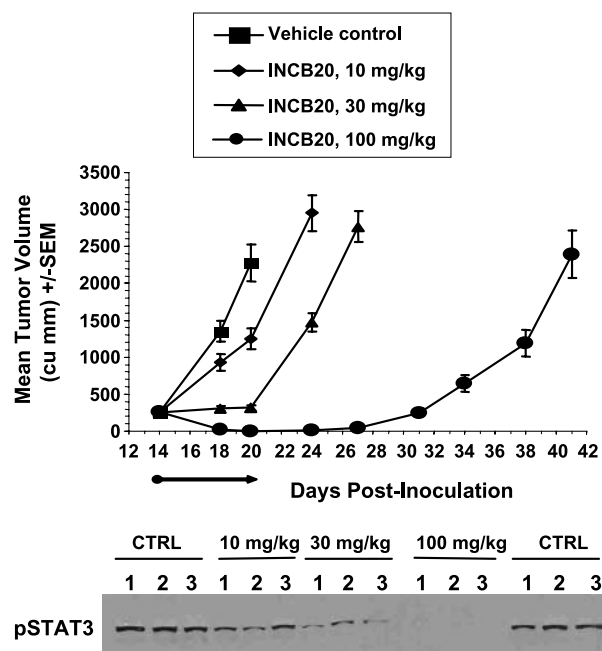 Vehicle control
INCB20, 10 mg/kg
INCB20, 30 mg/kg
INCB20, 100 mg/kg
Mean Tumor Volume
(cu mm) +/-SEM
3500
3000
2500
2000
1500
1000
500
0
12 14 16 18 20 22 24 26 28 30 32 34 36 38 40 42
Days Post-Inoculation
CTRL 10 mg/kg 30 mg/kg 100 mg/kg CTRL
1 2 3 1 2 3 1 2 3 1 2 3 1 2 3
pSTAT3